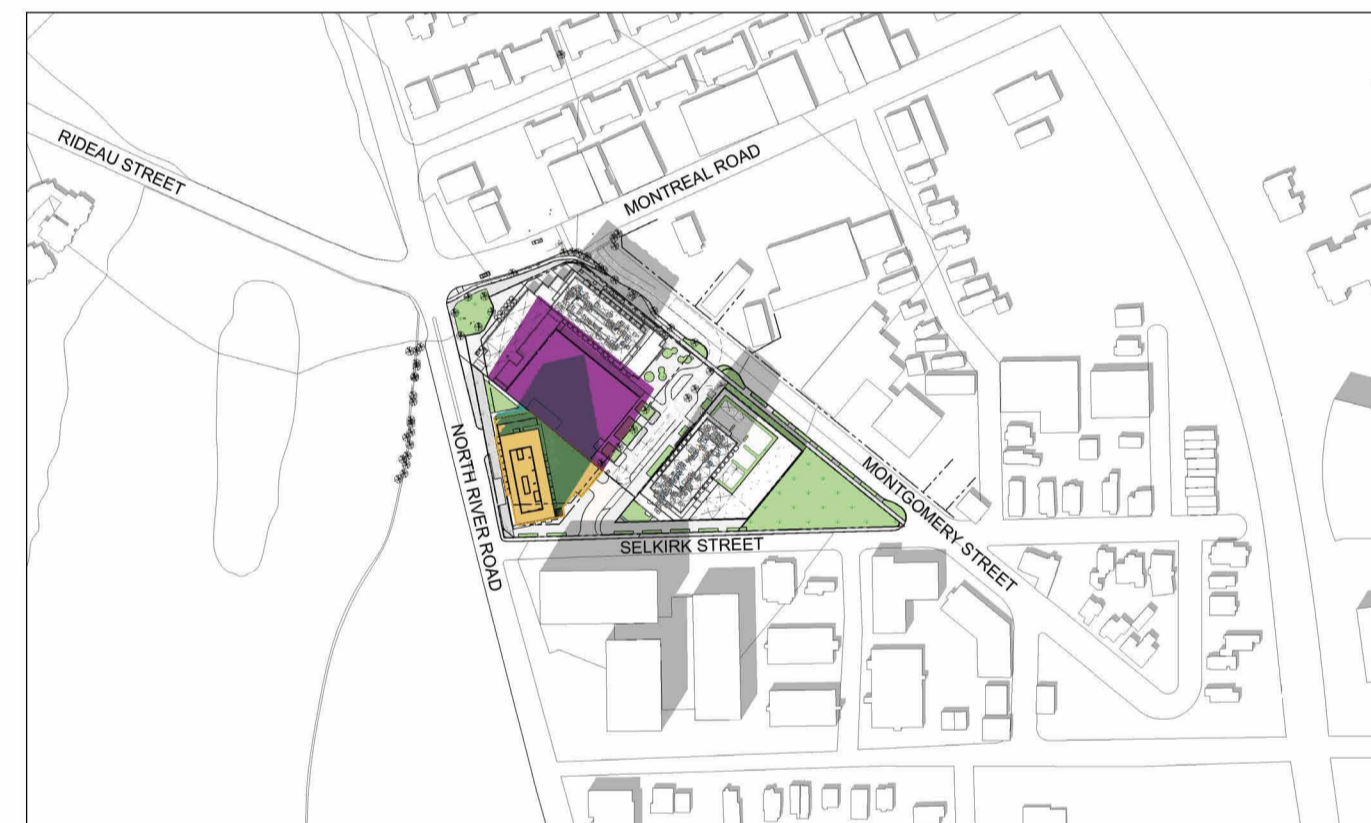 RIDEAU STREET
MONTREAL ROAD
NORTH RIVER ROAD
MONTGOMERY STREET
SELKIRK STREET